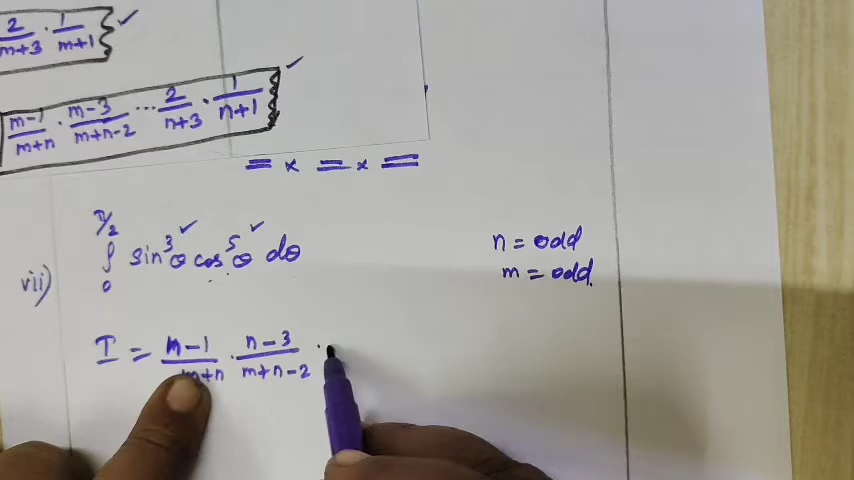 2/m+3 · 1/m+1 ✓
m-1/m+n · m-3/m+n-2 ... 2/n+3 · 1/n+1 ✓
= × = × =
vii) ∫₀^π/2 sin³θ cos⁵θ dθ
n = odd
m = odd.
I = m-1/m+n · n-3/m+n-2 ·